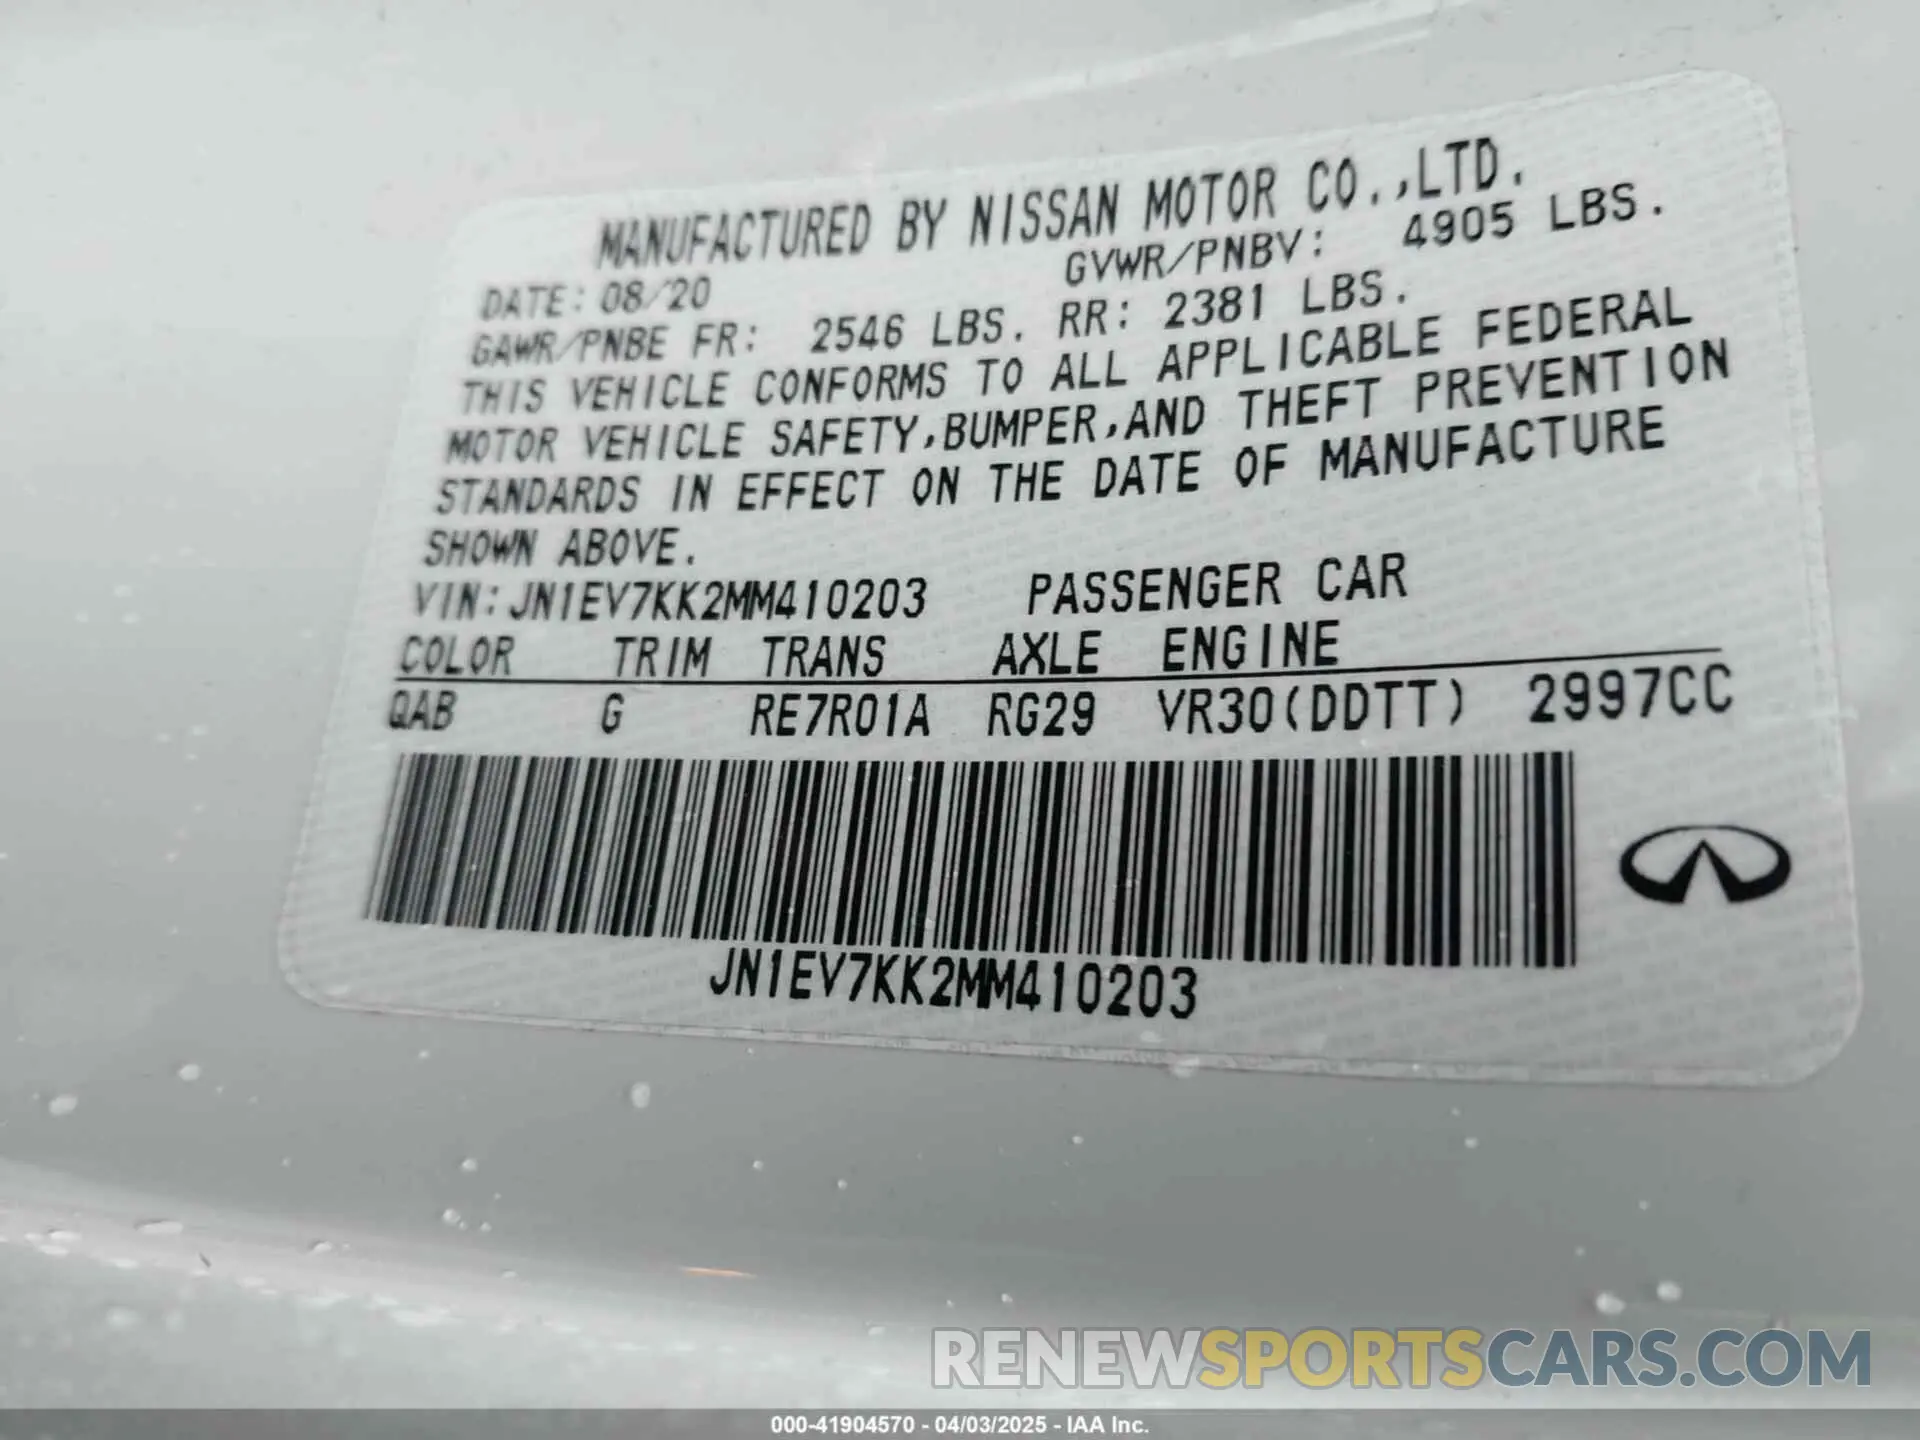 MANUFACTURED BY NISSAN MOTOR CO.,LTD.
DATE: 08/20 GVWR/PNBV: 4905 LBS.
GAWR/PNBE FR: 2546 LBS. RR: 2381 LBS.
THIS VEHICLE CONFORMS TO ALL APPLICABLE FEDERAL
MOTOR VEHICLE SAFETY,BUMPER,AND THEFT PREVENTION
STANDARDS IN EFFECT ON THE DATE OF MANUFACTURE
SHOWN ABOVE.
VIN:JN1EV7KK2MM410203 PASSENGER CAR
COLOR TRIM TRANS AXLE ENGINE
QAB G RE7R01A RG29 VR30(DDTT) 2997CC
JN1EV7KK2MM410203
RENEWSPORTSCARS.COM
000-41904570 - 04/03/2025 - IAA Inc.